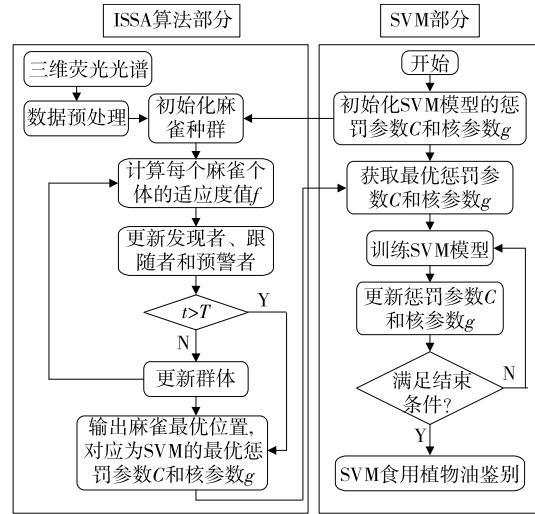 ISSA算法部分
三维荧光光谱
数据预处理
初始化麻
雀种群
计算每个麻雀个
体的适应度值f
更新发现者、跟
随者和预警者
t>T
Y
N
更新群体
输出麻雀最优位置,
对应为SVM的最优惩
罚参数C和核参数g
SVM部分
开始
初始化SVM模型的惩
罚参数C和核参数g
获取最优惩罚参
数C和核参数g
训练SVM模型
更新惩罚参数C
和核参数g
满足结束
条件?
N
Y
SVM食用植物油鉴别